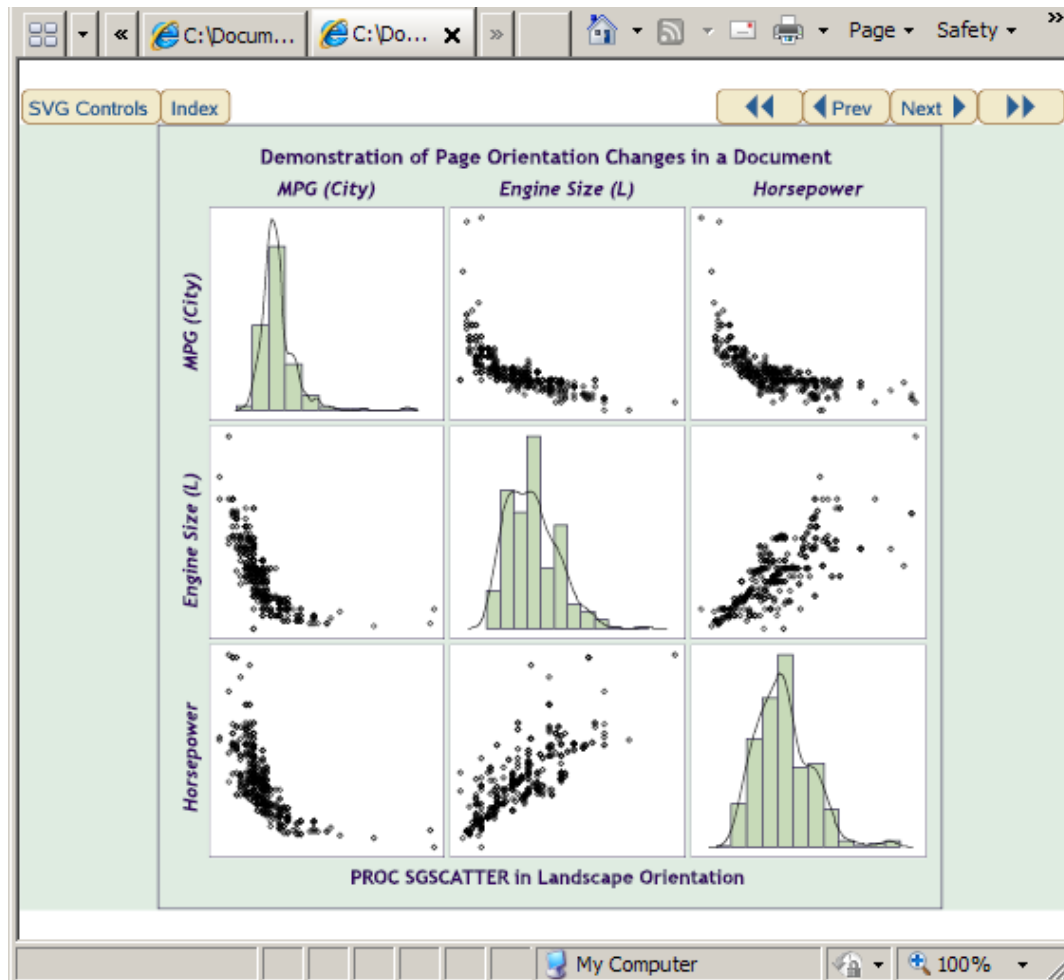 « C:\Docum... C:\Do... X » Page Safety »
SVG Controls Index Prev Next
Demonstration of Page Orientation Changes in a Document
MPG (City) Engine Size (L) Horsepower
MPG (City)
Engine Size (L)
Horsepower
PROC SGSCATTER in Landscape Orientation
My Computer 100%